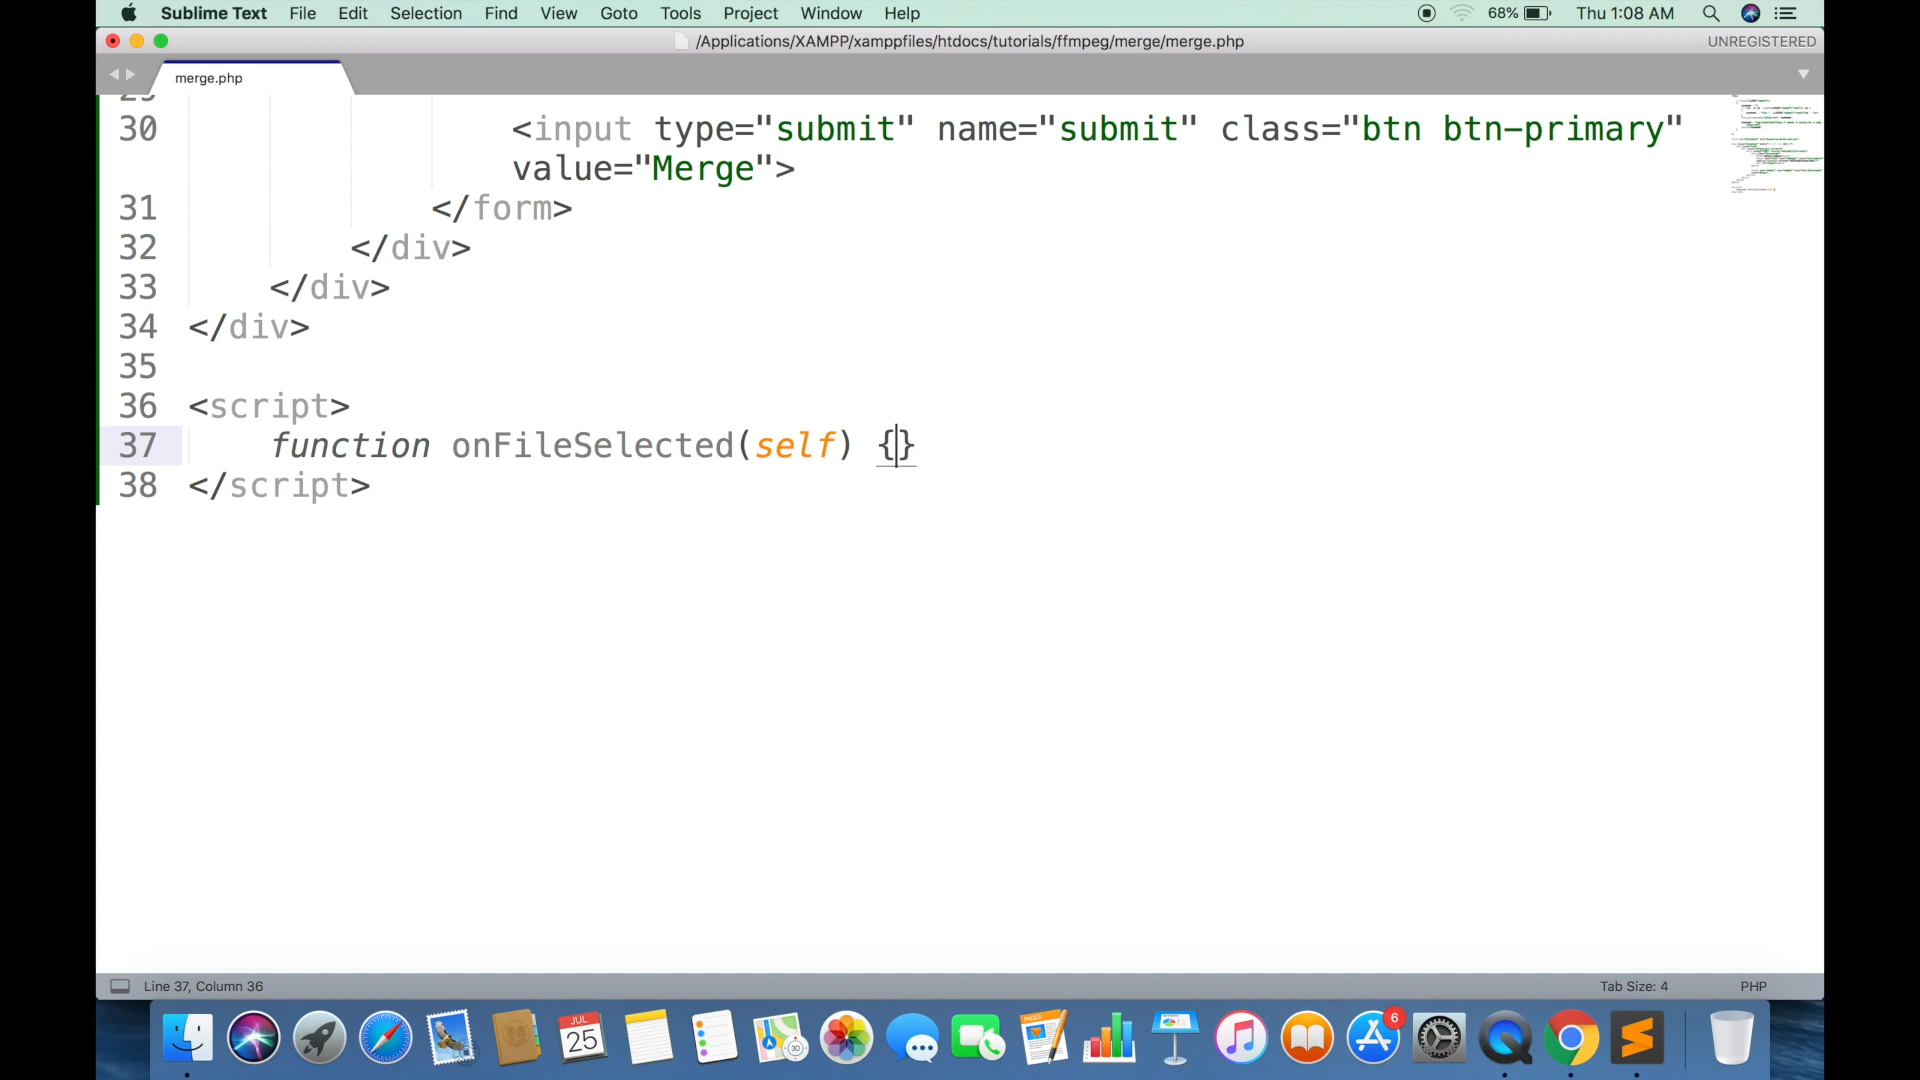 Sublime Text File Edit Selection Find View Goto Tools Project Window Help 68% Thu 1:08 AM
/Applications/XAMPP/xamppfiles/htdocs/tutorials/ffmpeg/merge/merge.php UNREGISTERED
merge.php
30 <input type="submit" name="submit" class="btn btn-primary"
value="Merge">
31 </form>
32 </div>
33 </div>
34 </div>
35
36 <script>
37 function onFileSelected(self) {}
38 </script>
Line 37, Column 36 Tab Size: 4 PHP
JUL
25
6